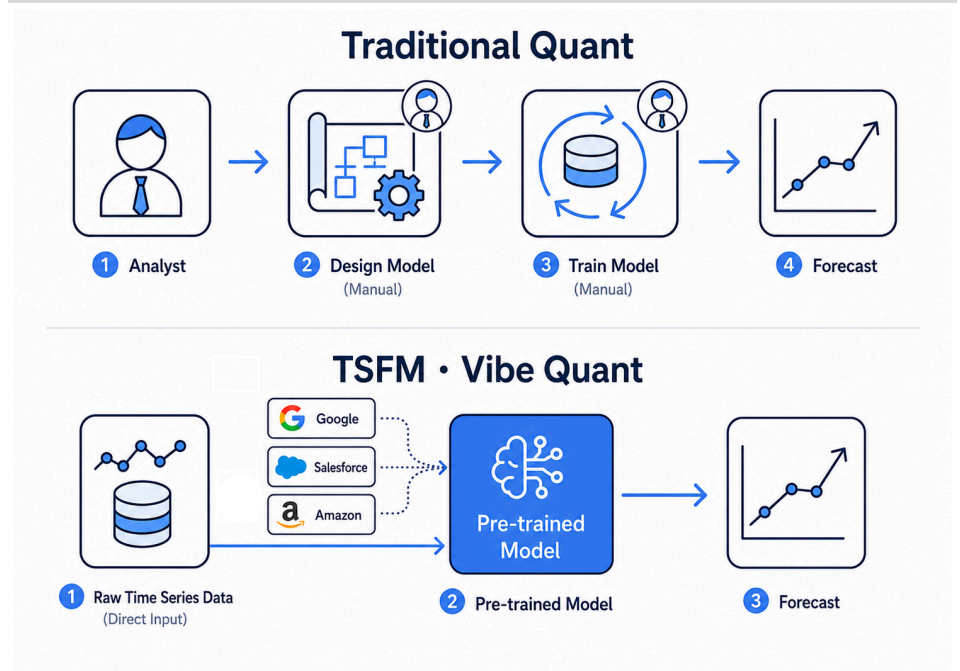 Traditional Quant
1 Analyst
2 Design Model
(Manual)
3 Train Model
(Manual)
4 Forecast
TSFM • Vibe Quant
Google
Salesforce
Amazon
Pre-trained
Model
1 Raw Time Series Data
(Direct Input)
2 Pre-trained Model
3 Forecast